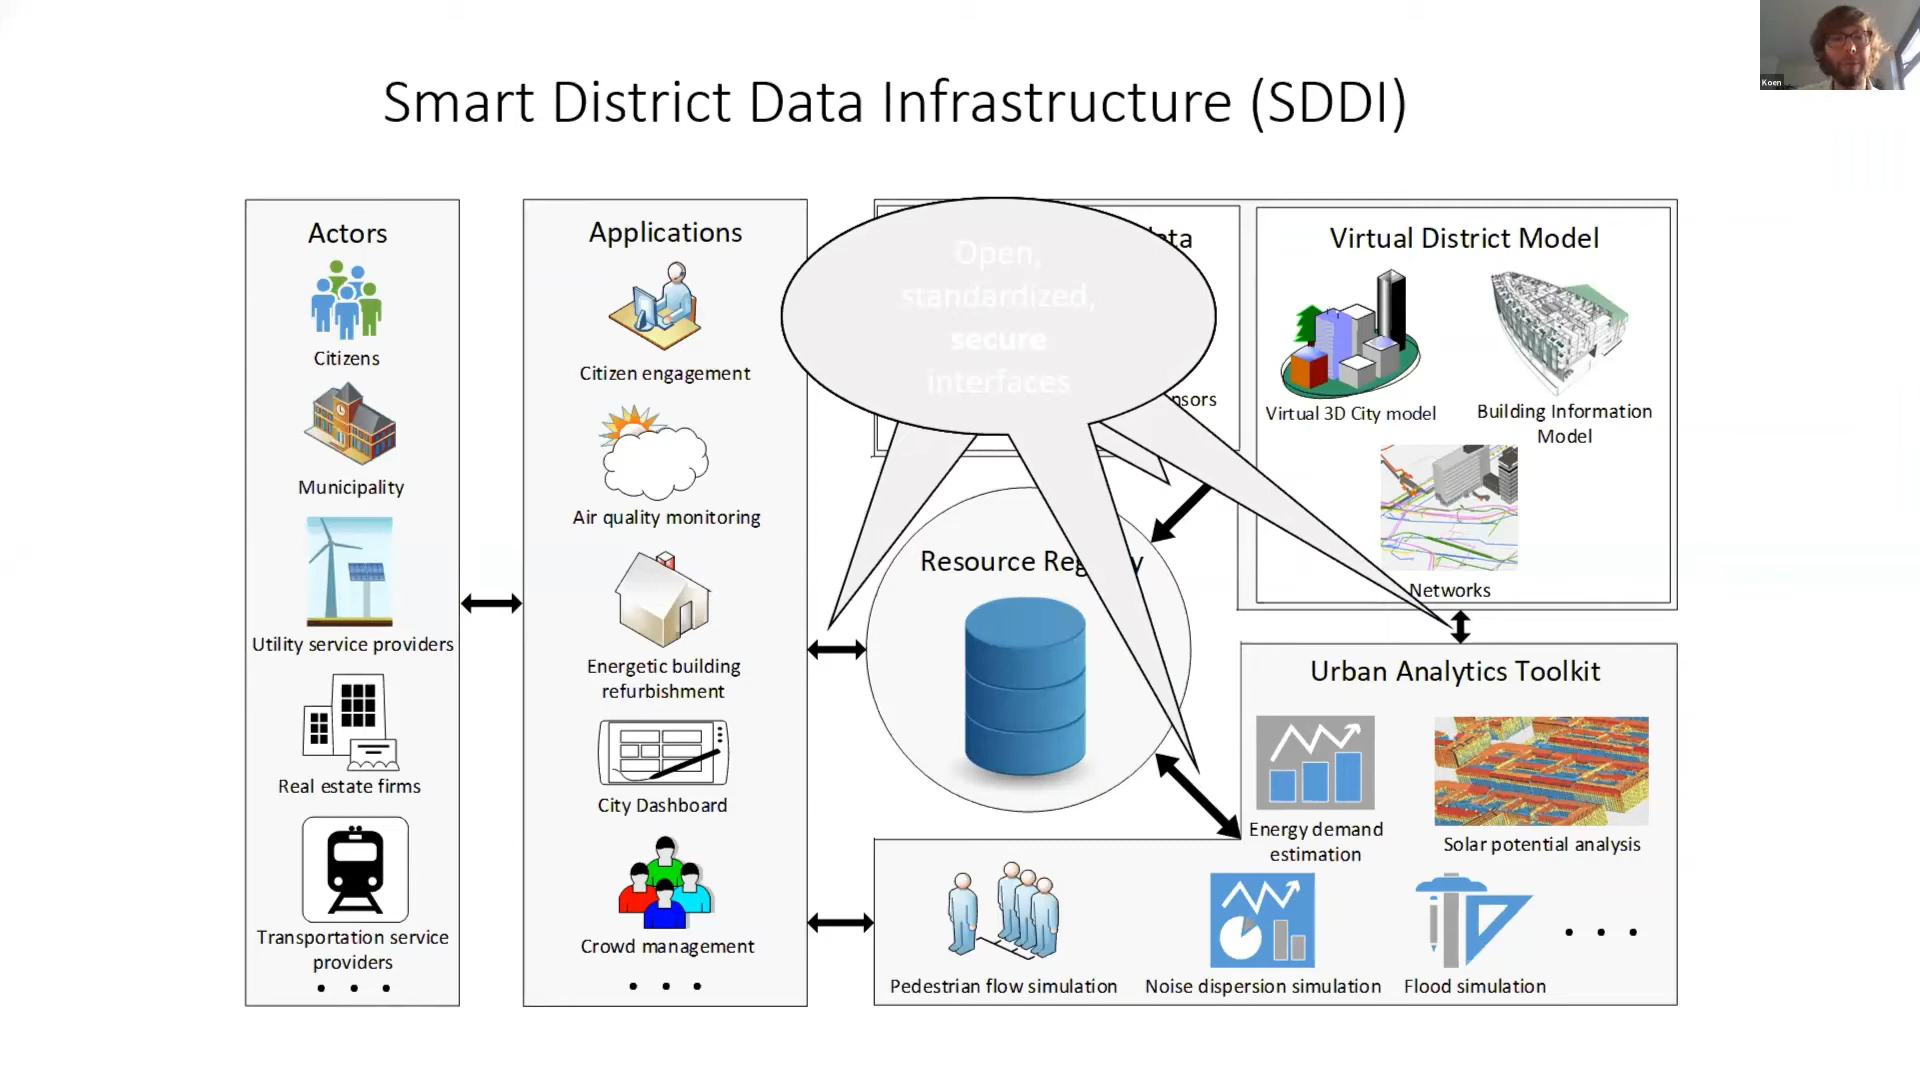 Smart District Data Infrastructure (SDDI)
Koen
Actors
Citizens
Municipality
Utility service providers
Real estate firms
Transportation service
providers
. . .
Applications
Citizen engagement
Air quality monitoring
Energetic building
refurbishment
City Dashboard
Crowd management
. . .
Open,
standardized,
secure
interfaces
Resource Reg
Virtual District Model
Virtual 3D City model
Building Information
Model
Networks
Urban Analytics Toolkit
Energy demand
estimation
Solar potential analysis
Pedestrian flow simulation
Noise dispersion simulation
Flood simulation
. . .